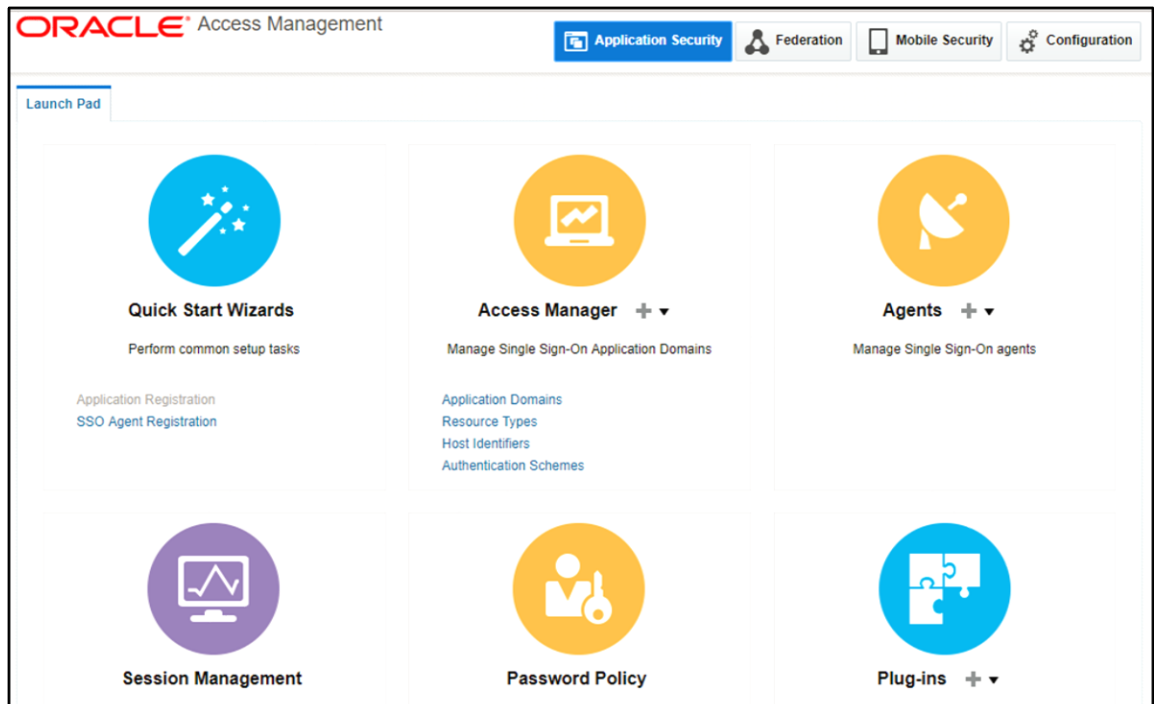 ORACLE® Access Management
Application Security
Federation
Mobile Security
Configuration
Launch Pad
Quick Start Wizards
Perform common setup tasks
Application Registration
SSO Agent Registration
Access Manager
Manage Single Sign-On Application Domains
Application Domains
Resource Types
Host Identifiers
Authentication Schemes
Agents
Manage Single Sign-On agents
Session Management
Password Policy
Plug-ins